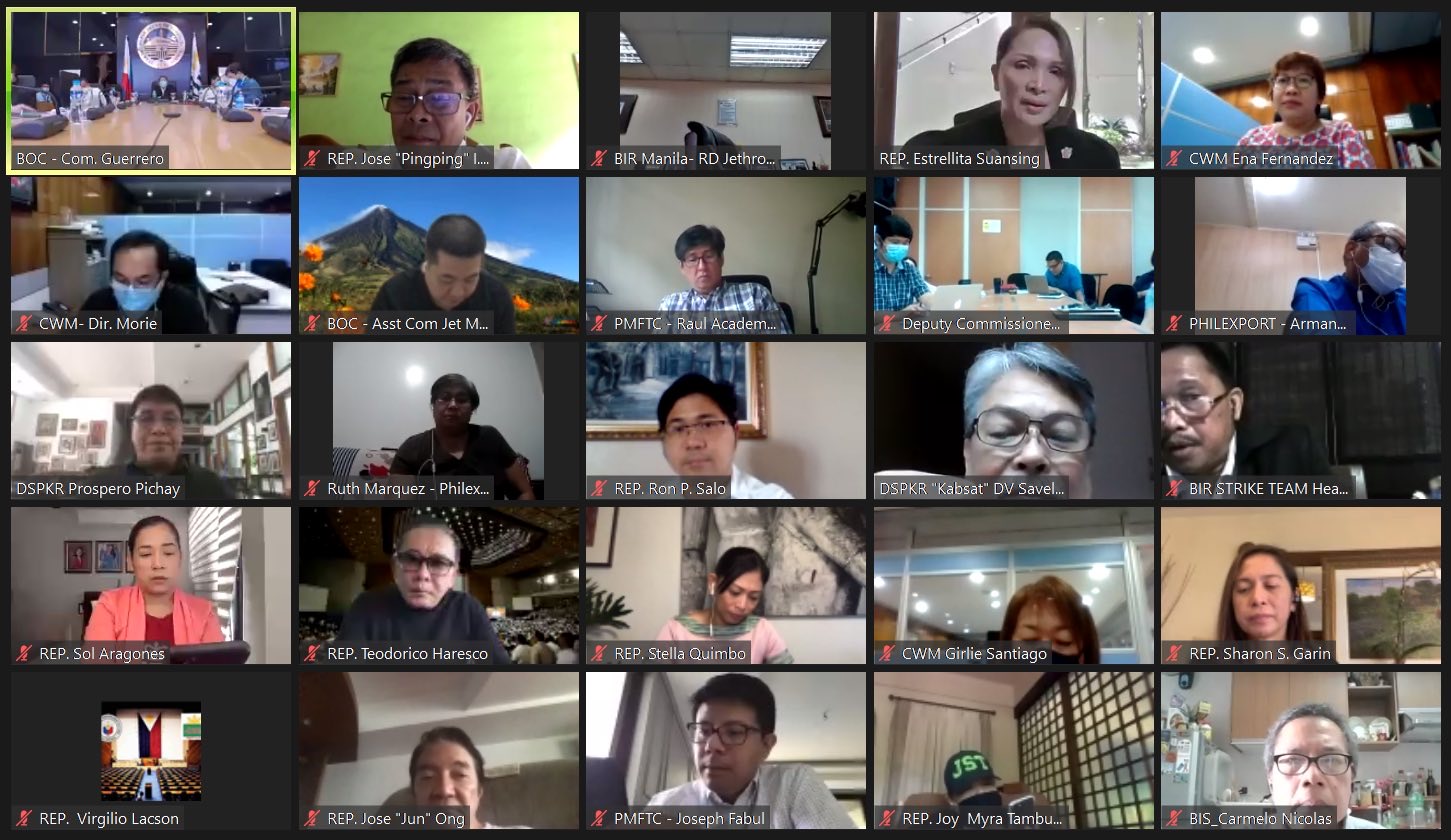 BOC - Com. Guerrero
REP. Jose "Pingping" I....
BIR Manila- RD Jethro...
REP. Estrellita Suansing
CWM Ena Fernandez
CWM- Dir. Morie
BOC - Asst Com Jet M...
PMFTC - Raul Academ...
Deputy Commissione...
PHILEXPORT - Arman...
DSPKR Prospero Pichay
Ruth Marquez - Philex...
REP. Ron P. Salo
DSPKR "Kabsat" DV Savel...
BIR STRIKE TEAM Hea...
REP. Sol Aragones
REP. Teodorico Haresco
REP. Stella Quimbo
CWM Girlie Santiago
REP. Sharon S. Garin
REP. Virgilio Lacson
REP. Jose "Jun" Ong
PMFTC - Joseph Fabul
JST
REP. Joy Myra Tambu...
BIS_Carmelo Nicolas